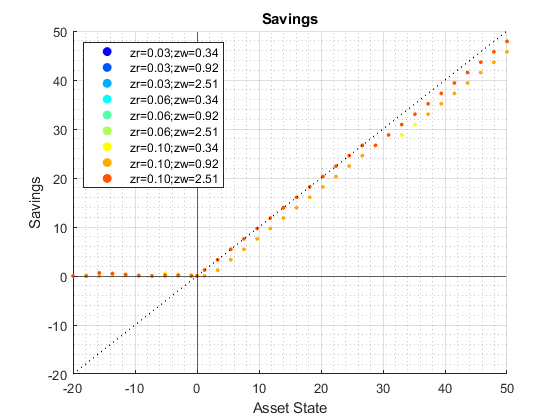 Savings
50
40
30
20
10
0
-10
-20
Savings
zr=0.03;zw=0.34
zr=0.03;zw=0.92
zr=0.03;zw=2.51
zr=0.06;zw=0.34
zr=0.06;zw=0.92
zr=0.06;zw=2.51
zr=0.10;zw=0.34
zr=0.10;zw=0.92
zr=0.10;zw=2.51
-20 -10 0 10 20 30 40 50
Asset State